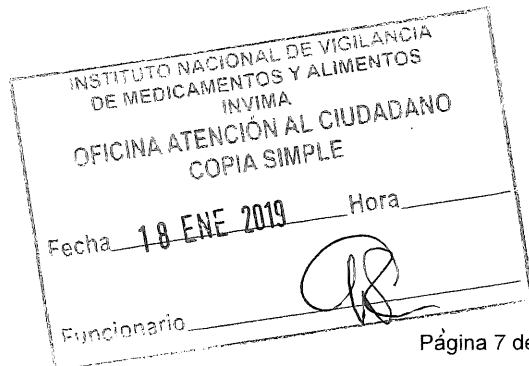 INSTITUTO NACIONAL DE VIGILANCIA
DE MEDICAMENTOS Y ALIMENTOS
INVIMA
OFICINA ATENCIÓN AL CIUDADANO
COPIA SIMPLE
Fecha 18 ENE 2019 Hora
Funcionario
Página 7 de